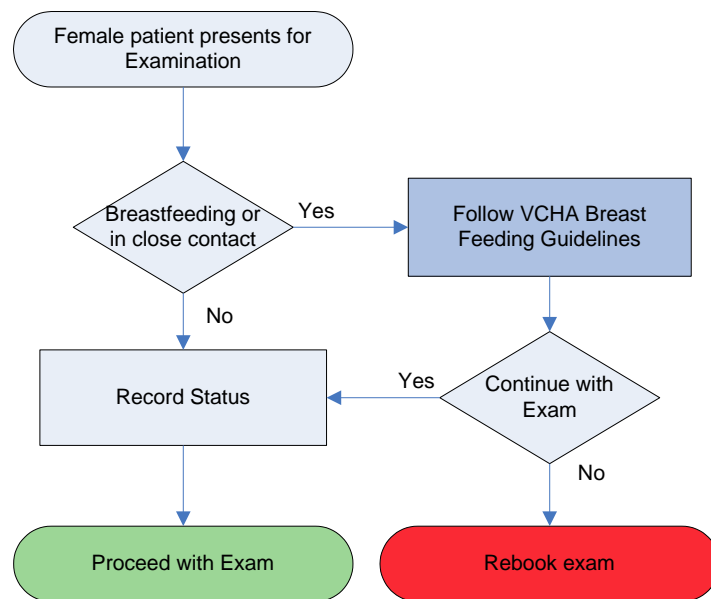 Female patient presents for
Examination
Breastfeeding or
in close contact
Yes
Follow VCHA Breast
Feeding Guidelines
No
Record Status
Yes
Continue with
Exam
No
Proceed with Exam
Rebook exam